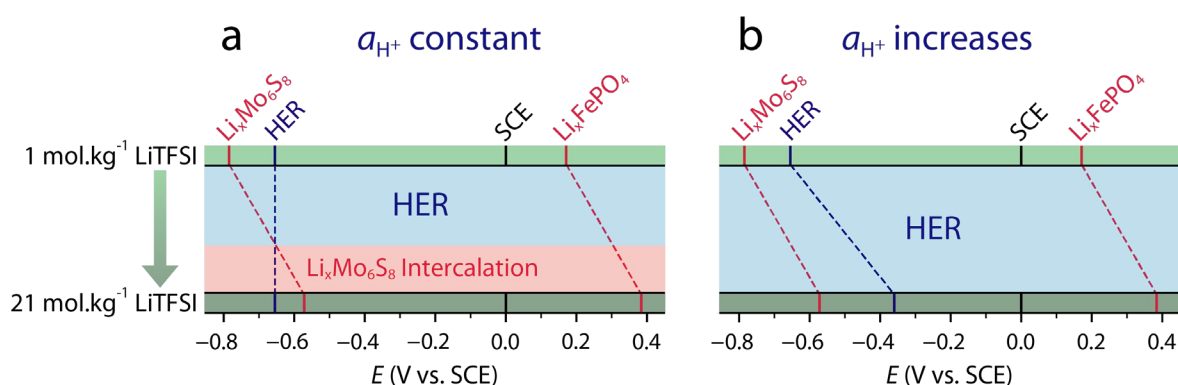 a
a_H⁺ constant
LiₓMo₆S₈
HER
SCE
LiₓFePO₄
1 mol.kg⁻¹ LiTFSI
HER
LiₓMo₆S₈ Intercalation
21 mol.kg⁻¹ LiTFSI
−0.8 −0.6 −0.4 −0.2 0.0 0.2 0.4
E (V vs. SCE)
b
a_H⁺ increases
LiₓMo₆S₈
HER
SCE
LiₓFePO₄
HER
−0.8 −0.6 −0.4 −0.2 0.0 0.2 0.4
E (V vs. SCE)